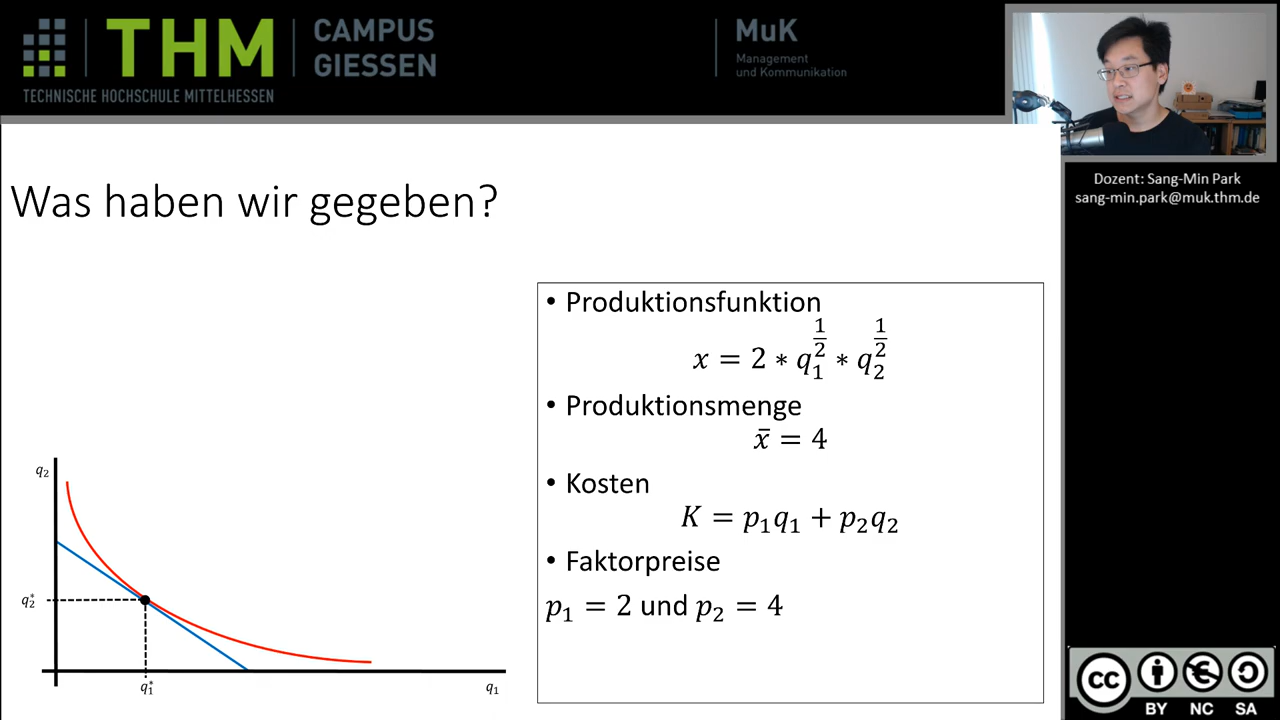 THM
CAMPUS
GIESSEN
TECHNISCHE HOCHSCHULE MITTELHESSEN
MuK
Management
und Kommunikation
Dozent: Sang-Min Park
sang-min.park@muk.thm.de
Was haben wir gegeben?
• Produktionsfunktion
x = 2 * q₁^(1/2) * q₂^(1/2)
• Produktionsmenge
x̄ = 4
• Kosten
K = p₁q₁ + p₂q₂
• Faktorpreise
p₁ = 2 und p₂ = 4
q₂
q₂*
q₁*
q₁
cc
BY NC SA